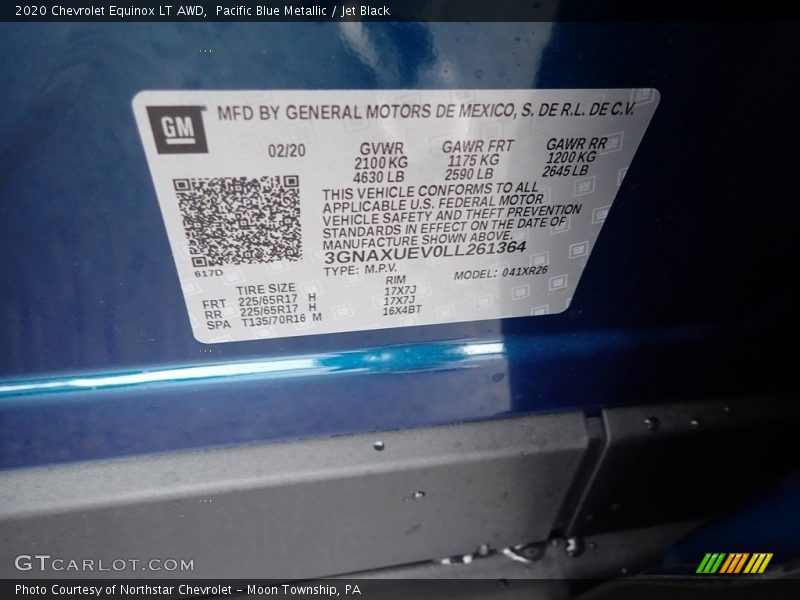 2020 Chevrolet Equinox LT AWD,  Pacific Blue Metallic / Jet Black
GM
MFD BY GENERAL MOTORS DE MEXICO, S. DE R.L. DE C.V.
02/20 GVWR GAWR FRT GAWR RR
2100 KG 1175 KG 1200 KG
4630 LB 2590 LB 2645 LB
THIS VEHICLE CONFORMS TO ALL
APPLICABLE U.S. FEDERAL MOTOR
VEHICLE SAFETY AND THEFT PREVENTION
STANDARDS IN EFFECT ON THE DATE OF
MANUFACTURE SHOWN ABOVE.
3GNAXUEV0LL261364
617D TYPE: M.P.V. MODEL: 041XR26
TIRE SIZE RIM
FRT 225/65R17 H 17X7J
RR 225/65R17 H 17X7J
SPA T135/70R16 M 16X4BT
GTCARLOT.COM
Photo Courtesy of Northstar Chevrolet – Moon Township, PA